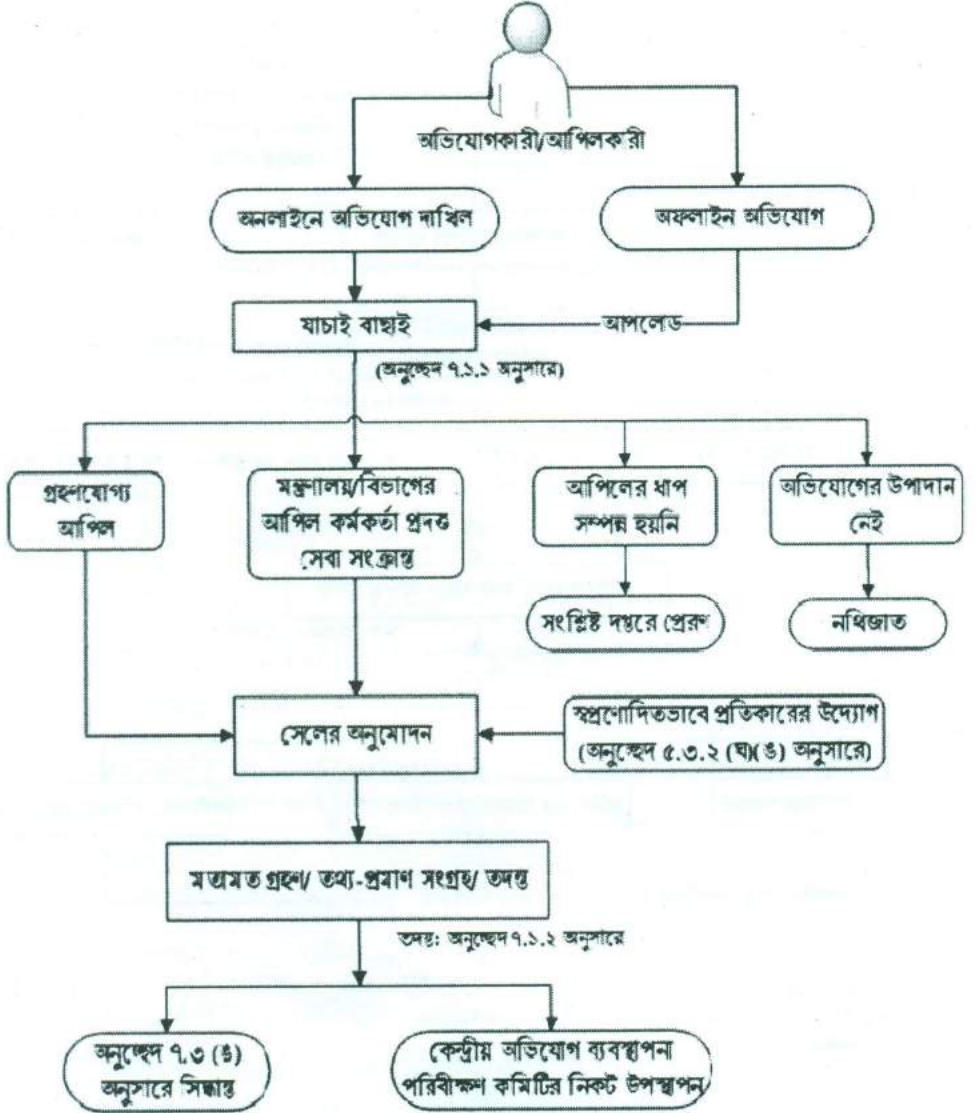 অভিযোগকারী/আপিলকারী
অনলাইনে অভিযোগ দাখিল
অফলাইন অভিযোগ
যাচাই বাছাই
আপলোড
(অনুচ্ছেদ ৭.১.১ অনুসারে)
গ্রহণযোগ্য
আপিল
মন্ত্রণালয়/বিভাগের
আপিল কর্মকর্তা প্রদত্ত
সেবা সংক্রান্ত
আপিলের ধাপ
সম্পন্ন হয়নি
অভিযোগের উপাদান
নেই
সংশ্লিষ্ট দপ্তরে প্রেরণ
নথিজাত
সেলের অনুমোদন
স্বপ্রণোদিতভাবে প্রতিকারের উদ্যোগ
(অনুচ্ছেদ ৫.৩.২ (ঘ)(ঙ) অনুসারে)
মতামত গ্রহণ/ তথ্য-প্রমাণ সংগ্রহ/ তদন্ত
তদন্ত: অনুচ্ছেদ ৭.১.২ অনুসারে
অনুচ্ছেদ ৭.৩ (ঙ)
অনুসারে সিদ্ধান্ত
কেন্দ্রীয় অভিযোগ ব্যবস্থাপনা
পরিবীক্ষণ কমিটির নিকট উপস্থাপন